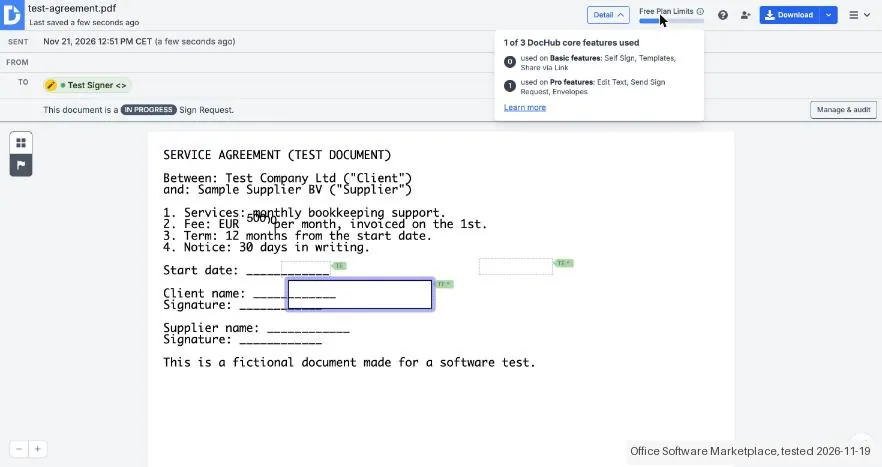 test-agreement.pdf
Last saved a few seconds ago
Detail
Free Plan Limits
Download
SENT Nov 21, 2026 12:51 PM CET (a few seconds ago)
FROM
TO Test Signer <>
This document is a IN PROGRESS Sign Request.
Manage & audit
1 of 3 DocHub core features used
0 used on Basic features: Self Sign, Templates,
Share via Link
1 used on Pro features: Edit Text, Send Sign
Request, Envelopes
Learn more
SERVICE AGREEMENT (TEST DOCUMENT)
Between: Test Company Ltd ("Client")
and: Sample Supplier BV ("Supplier")
1. Services: monthly bookkeeping support.
2. Fee: EUR per month, invoiced on the 1st.
3. Term: 12 months from the start date.
4. Notice: 30 days in writing.
Start date: ____________
Client name: ____________
Signature: ____________
Supplier name: ____________
Signature: ____________
This is a fictional document made for a software test.
Office Software Marketplace, tested 2026-11-19